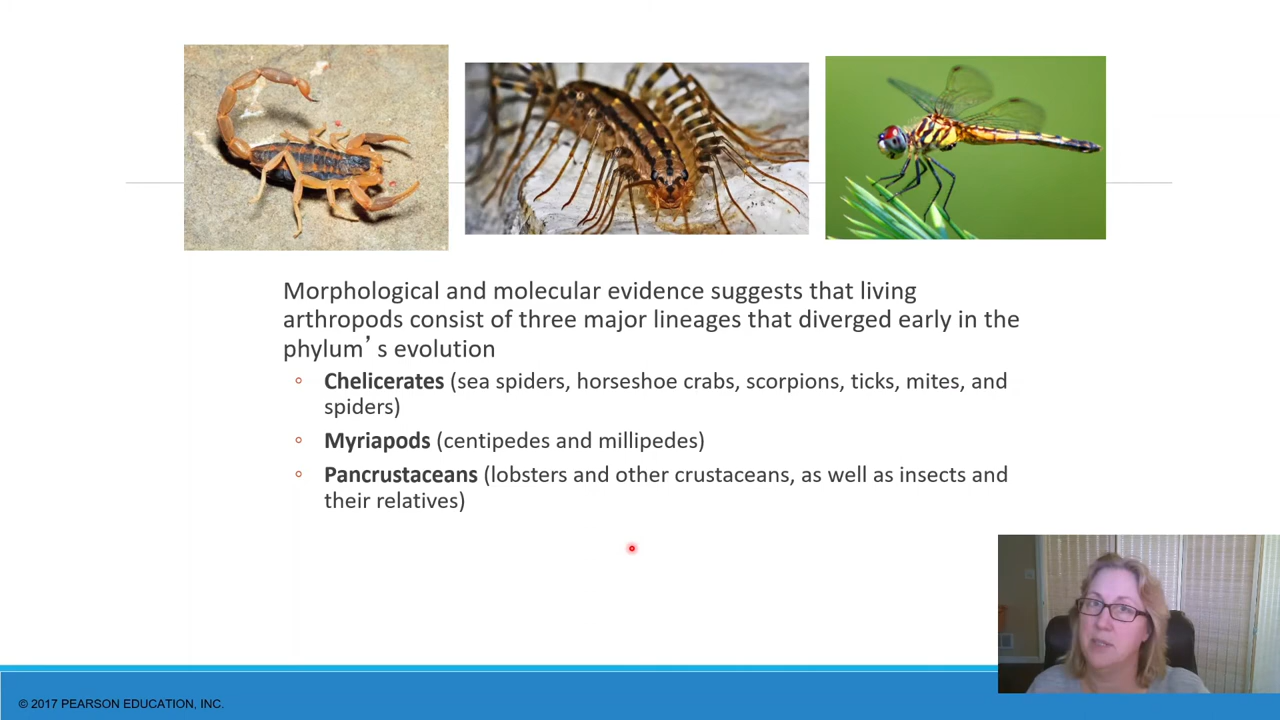 Morphological and molecular evidence suggests that living
arthropods consist of three major lineages that diverged early in the
phylum’s evolution
Chelicerates (sea spiders, horseshoe crabs, scorpions, ticks, mites, and
spiders)
Myriapods (centipedes and millipedes)
Pancrustaceans (lobsters and other crustaceans, as well as insects and
their relatives)
© 2017 PEARSON EDUCATION, INC.